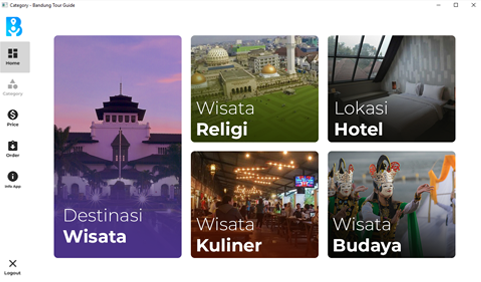 Category - Bandung Tour Guide
Home
Category
Price
Order
Info App
Logout
Destinasi
Wisata
Wisata
Religi
Lokasi
Hotel
Wisata
Kuliner
Wisata
Budaya